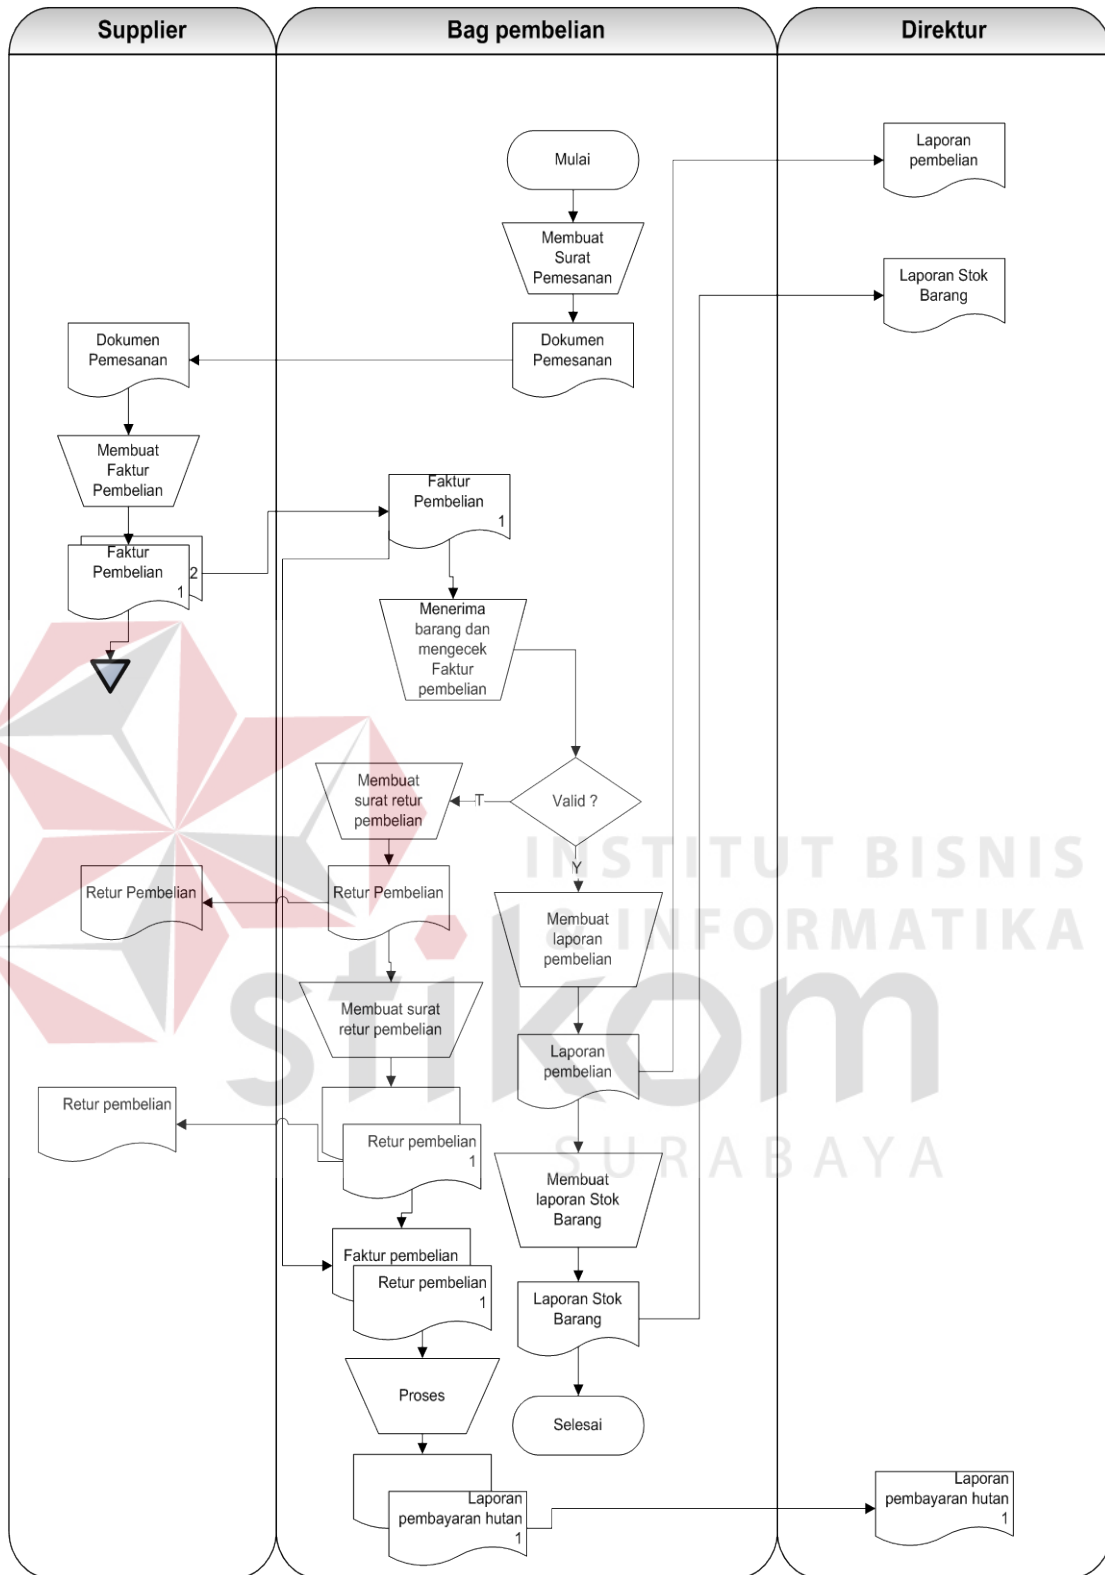 Supplier
Bag pembelian
Direktur
Mulai
Laporan
pembelian
Membuat
Surat
Pemesanan
Laporan Stok
Barang
Dokumen
Pemesanan
Dokumen
Pemesanan
Membuat
Faktur
Pembelian
Faktur
Pembelian
1
Faktur
Pembelian
1
2
Menerima
barang dan
mengecek
Faktur
pembelian
Membuat
surat retur
pembelian
T
Valid ?
Y
INSTITUT BISNIS
& INFORMATIKA
stikom
SURABAYA
Retur Pembelian
Retur Pembelian
Membuat
laporan
pembelian
Membuat surat
retur pembelian
Laporan
pembelian
Retur pembelian
Retur pembelian
1
Membuat
laporan Stok
Barang
Faktur pembelian
Retur pembelian
1
Laporan Stok
Barang
Proses
Selesai
Laporan
pembayaran hutan
1
Laporan
pembayaran hutan
1